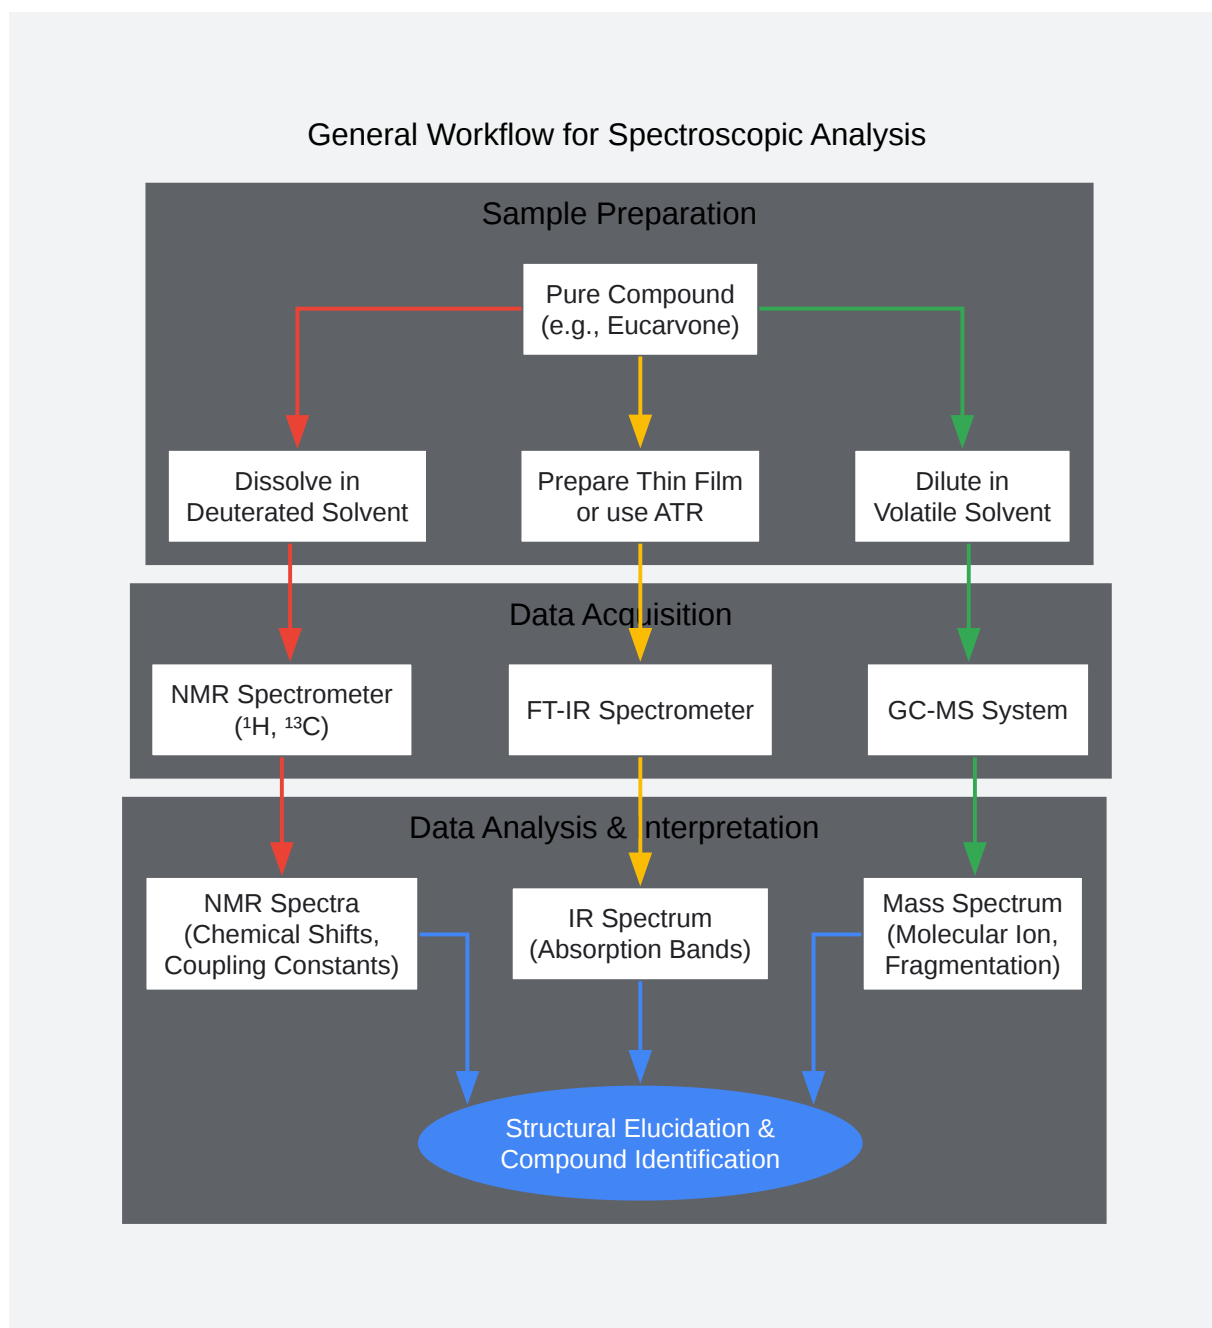 General Workflow for Spectroscopic Analysis
Sample Preparation
Pure Compound
(e.g., Eucarvone)
Dissolve in
Deuterated Solvent
Prepare Thin Film
or use ATR
Dilute in
Volatile Solvent
Data Acquisition
NMR Spectrometer
(¹H, ¹³C)
FT-IR Spectrometer
GC-MS System
Data Analysis & Interpretation
NMR Spectra
(Chemical Shifts,
Coupling Constants)
IR Spectrum
(Absorption Bands)
Mass Spectrum
(Molecular Ion,
Fragmentation)
Structural Elucidation &
Compound Identification